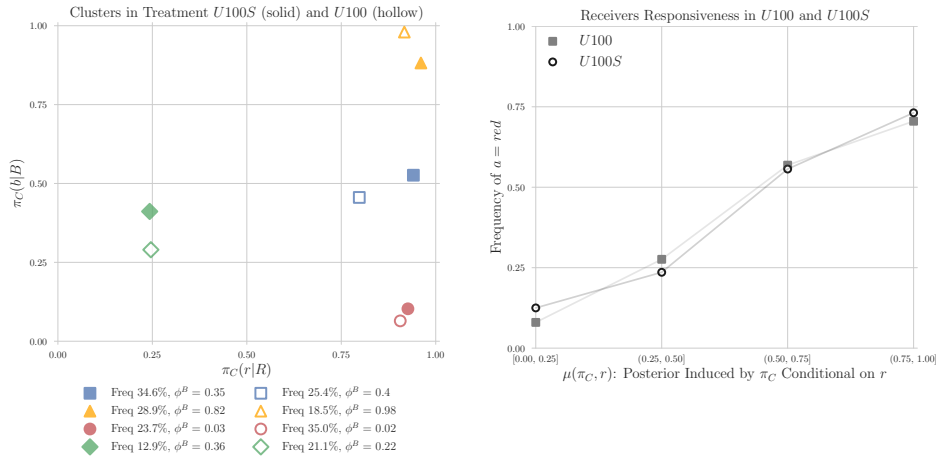 Clusters in Treatment U100S (solid) and U100 (hollow)
1.00
0.75
0.50
0.25
0.00
π_C(b|B)
0.00 0.25 0.50 0.75 1.00
π_C(r|R)
Freq 34.6%, ϕ^B = 0.35 Freq 25.4%, ϕ^B = 0.4
Freq 28.9%, ϕ^B = 0.82 Freq 18.5%, ϕ^B = 0.98
Freq 23.7%, ϕ^B = 0.03 Freq 35.0%, ϕ^B = 0.02
Freq 12.9%, ϕ^B = 0.36 Freq 21.1%, ϕ^B = 0.22
Receivers Responsiveness in U100 and U100S
U100
U100S
1.00
0.75
0.50
0.25
0.00
Frequency of a = red
[0.00, 0.25] (0.25, 0.50] (0.50, 0.75] (0.75, 1.00]
μ(π_C, r): Posterior Induced by π_C Conditional on r